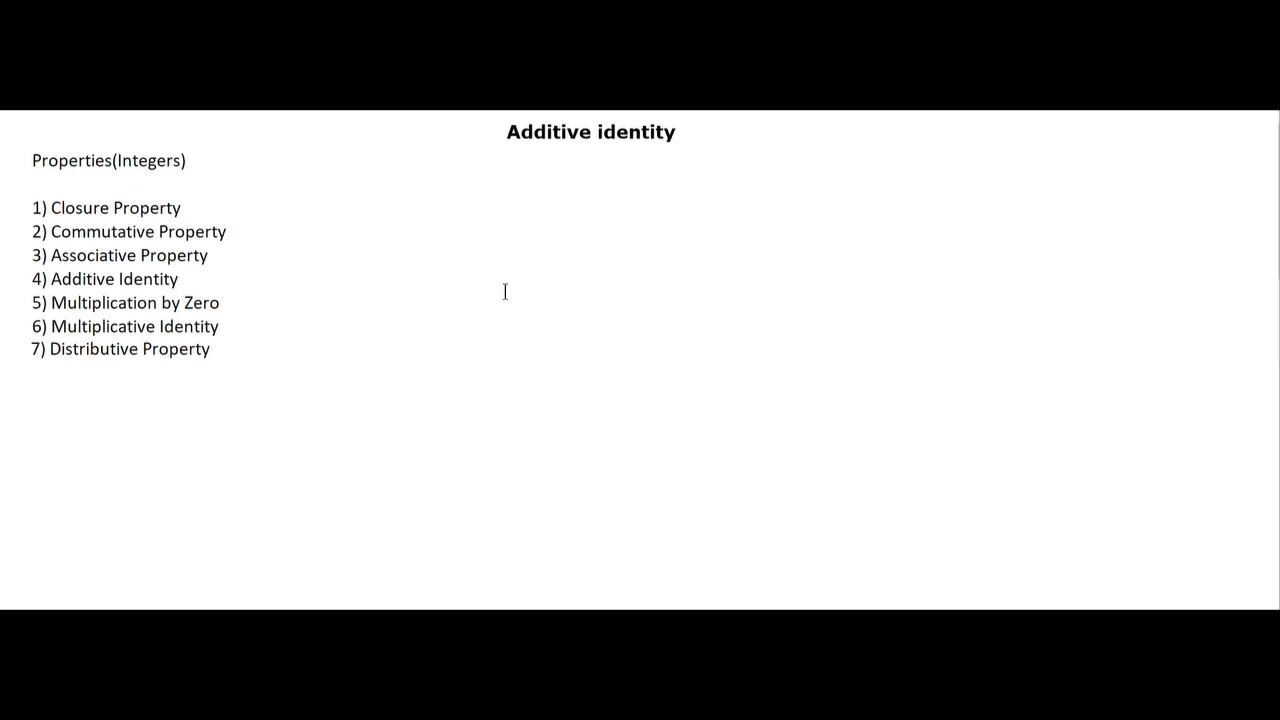 Additive identity
Properties(Integers)
1) Closure Property
2) Commutative Property
3) Associative Property
4) Additive Identity
5) Multiplication by Zero
6) Multiplicative Identity
7) Distributive Property